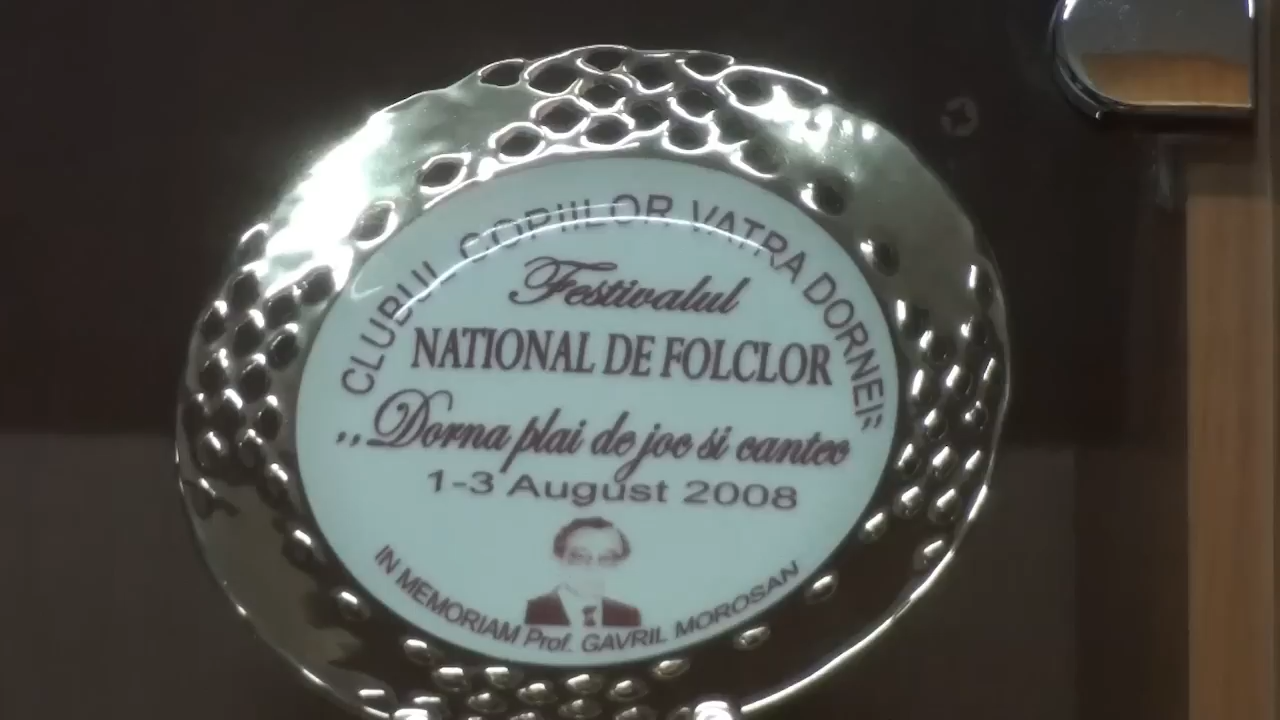 CLUBUL COPIILOR VATRA DORNEI"
Festivalul
NATIONAL DE FOLCLOR
,,Dorna plai de joc si cantec
1-3 August 2008
IN MEMORIAM Prof. GAVRIL MOROSAN